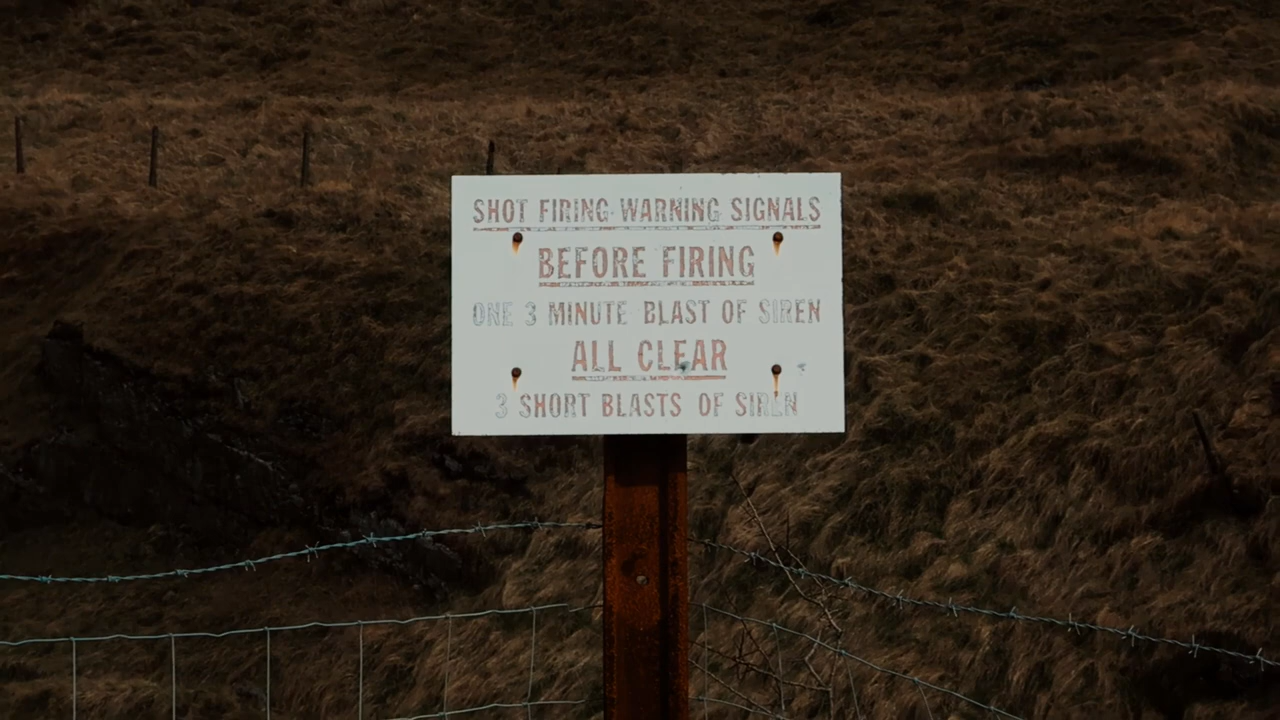 SHOT FIRING WARNING SIGNALS
BEFORE FIRING
ONE 3 MINUTE BLAST OF SIREN
ALL CLEAR
3 SHORT BLASTS OF SIREN